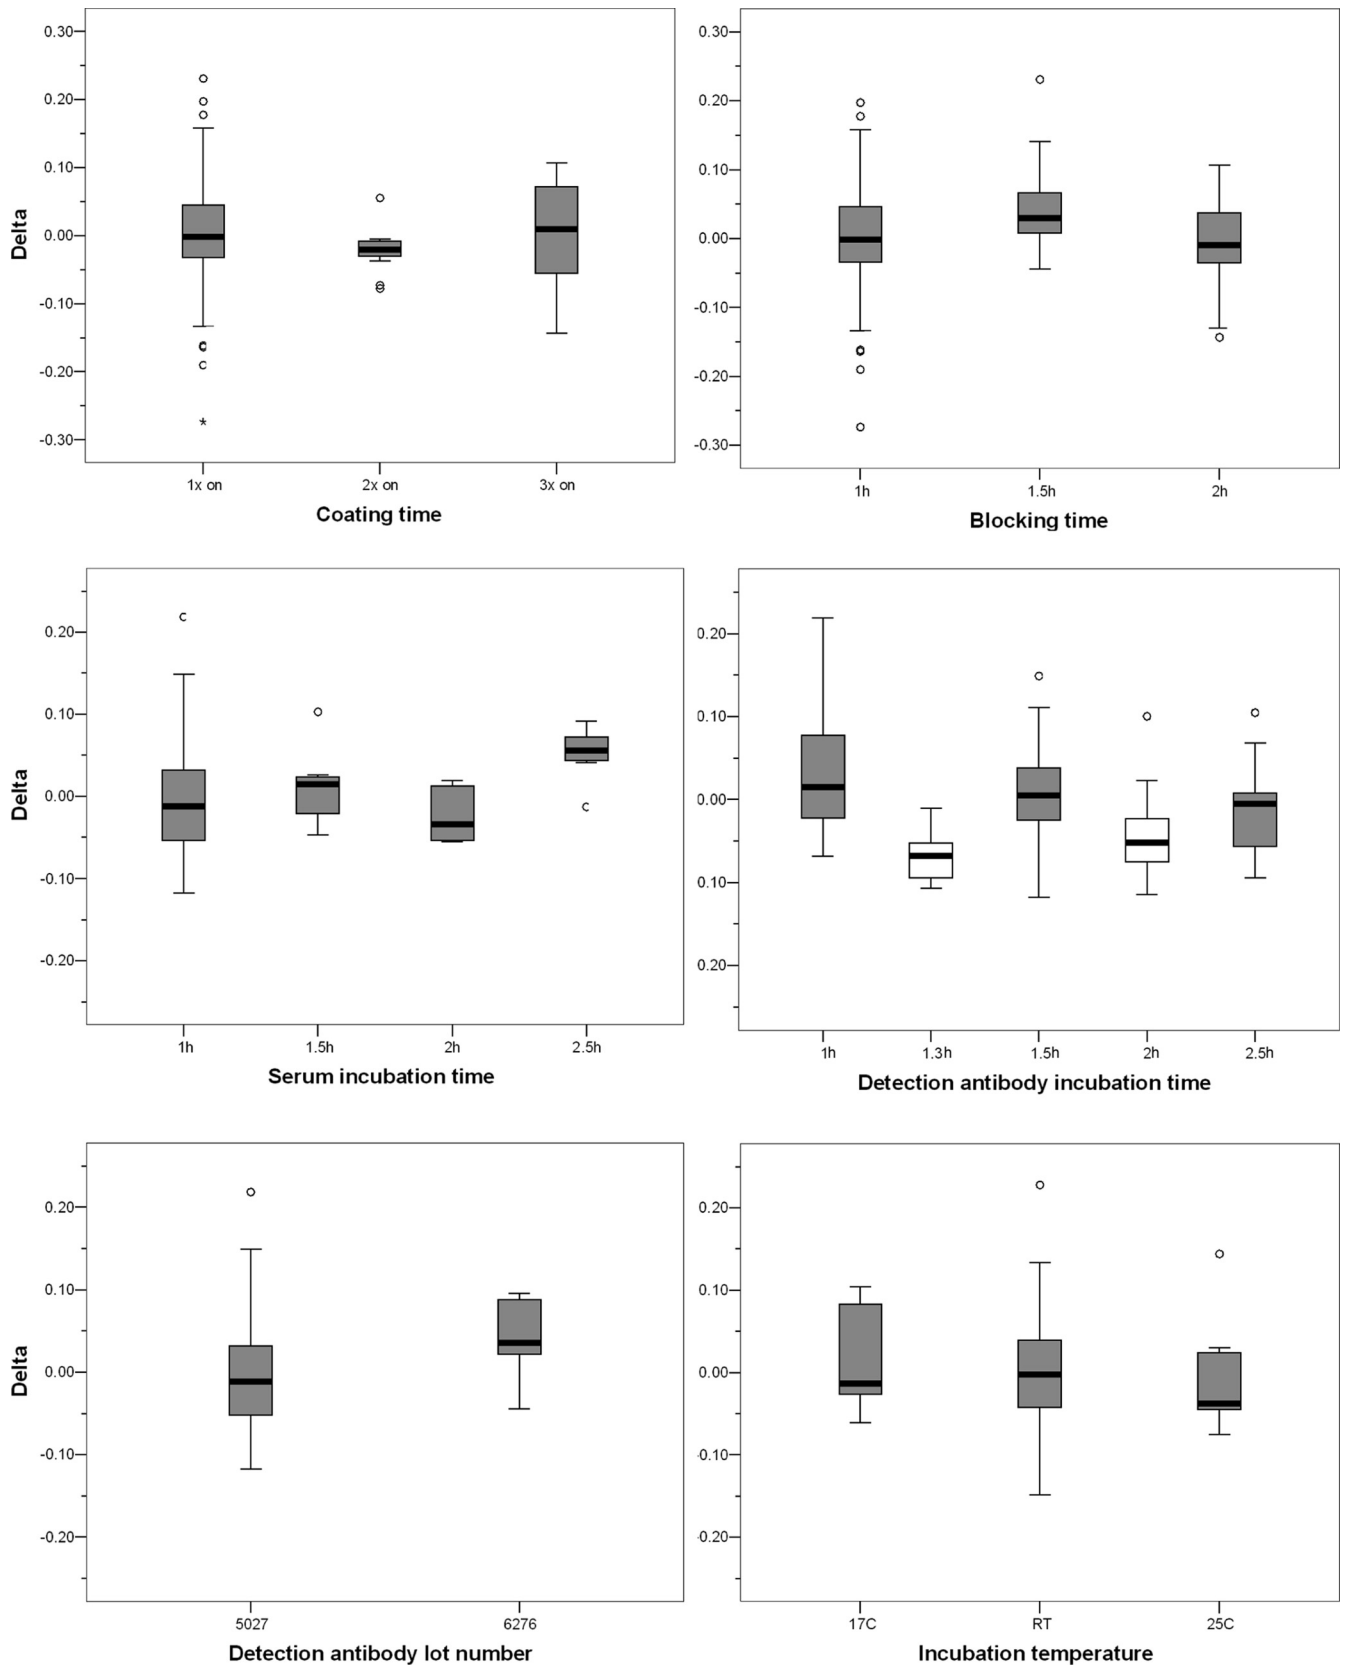 0.30
0.20
0.10
0.00
-0.10
-0.20
-0.30
Delta
1x on 2x on 3x on
Coating time
0.30
0.20
0.10
0.00
-0.10
-0.20
-0.30
1h 1.5h 2h
Blocking time
0.20
0.10
0.00
-0.10
-0.20
Delta
1h 1.5h 2h 2.5h
Serum incubation time
0.20
0.10
0.00
0.10
0.20
1h 1.3h 1.5h 2h 2.5h
Detection antibody incubation time
0.20
0.10
0.00
-0.10
-0.20
Delta
5027 6276
Detection antibody lot number
0.20
0.10
0.00
-0.10
-0.20
17C RT 25C
Incubation temperature